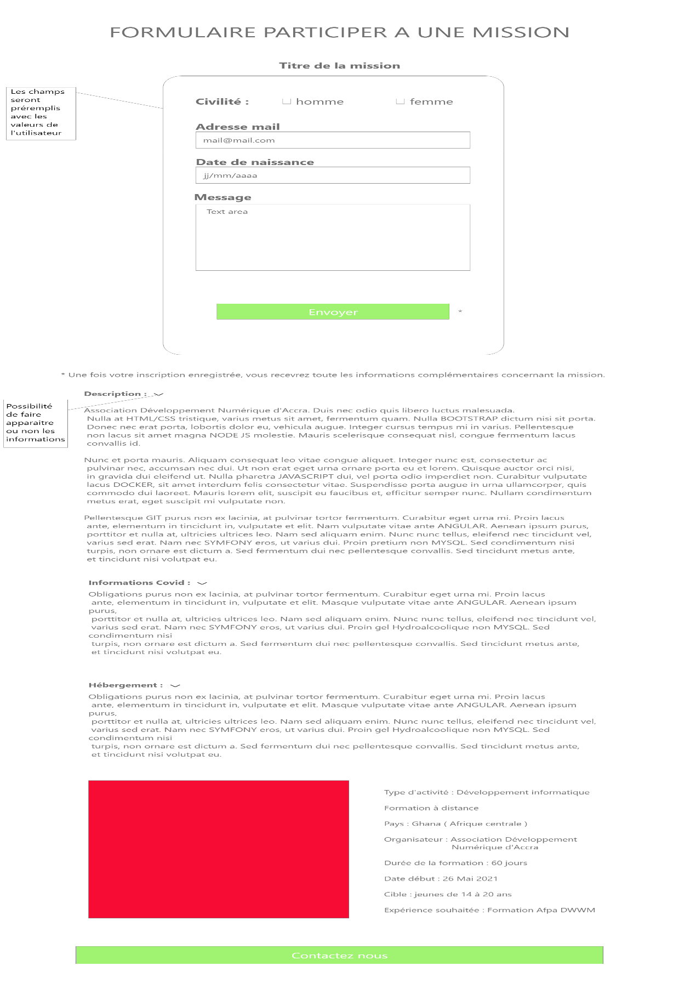 FORMULAIRE PARTICIPER A UNE MISSION
Titre de la mission
Les champs
seront
préremplis
avec les
valeurs de
l'utilisateur
Civilité : homme femme
Adresse mail
mail@mail.com
Date de naissance
jj/mm/aaaa
Message
Text area
Envoyer *
* Une fois votre inscription enregistrée, vous recevrez toute les informations complémentaires concernant la mission.
Description :
Possibilité
de faire
apparaitre
ou non les
informations
Association Développement Numérique d'Accra. Duis nec odio quis libero luctus malesuada.
Nulla at HTML/CSS tristique, varius metus sit amet, fermentum quam. Nulla BOOTSTRAP dictum nisi sit porta.
Donec nec erat porta, lobortis dolor eu, vehicula augue. Integer cursus tempus mi in varius. Pellentesque
non lacus sit amet magna NODE JS molestie. Mauris scelerisque consequat nisl, congue fermentum lacus
convallis id.
Nunc et porta mauris. Aliquam consequat leo vitae congue aliquet. Integer nunc est, consectetur ac
pulvinar nec, accumsan nec dui. Ut non erat eget urna ornare porta eu et lorem. Quisque auctor orci nisi,
in gravida dui eleifend ut. Nulla pharetra JAVASCRIPT dui, vel porta odio imperdiet non. Curabitur vulputate
lacus DOCKER, sit amet interdum felis consectetur vitae. Suspendisse porta augue in urna ullamcorper, quis
commodo dui laoreet. Mauris lorem elit, suscipit eu faucibus et, efficitur semper nunc. Nullam condimentum
metus erat, eget suscipit mi vulputate non.
Pellentesque GIT purus non ex lacinia, at pulvinar tortor fermentum. Curabitur eget urna mi. Proin lacus
ante, elementum in tincidunt in, vulputate et elit. Nam vulputate vitae ante ANGULAR. Aenean ipsum purus,
porttitor et nulla at, ultricies ultrices leo. Nam sed aliquam enim. Nunc nunc tellus, eleifend nec tincidunt vel,
varius sed erat. Nam nec SYMFONY eros, ut varius dui. Proin pretium non MYSQL. Sed condimentum nisi
turpis, non ornare est dictum a. Sed fermentum dui nec pellentesque convallis. Sed tincidunt metus ante,
et tincidunt nisi volutpat eu.
Informations Covid :
Obligations purus non ex lacinia, at pulvinar tortor fermentum. Curabitur eget urna mi. Proin lacus
ante, elementum in tincidunt in, vulputate et elit. Masque vulputate vitae ante ANGULAR. Aenean ipsum
purus,
porttitor et nulla at, ultricies ultrices leo. Nam sed aliquam enim. Nunc nunc tellus, eleifend nec tincidunt vel,
varius sed erat. Nam nec SYMFONY eros, ut varius dui. Proin gel Hydroalcoolique non MYSQL. Sed
condimentum nisi
turpis, non ornare est dictum a. Sed fermentum dui nec pellentesque convallis. Sed tincidunt metus ante,
et tincidunt nisi volutpat eu.
Hébergement :
Obligations purus non ex lacinia, at pulvinar tortor fermentum. Curabitur eget urna mi. Proin lacus
ante, elementum in tincidunt in, vulputate et elit. Masque vulputate vitae ante ANGULAR. Aenean ipsum
purus,
porttitor et nulla at, ultricies ultrices leo. Nam sed aliquam enim. Nunc nunc tellus, eleifend nec tincidunt vel,
varius sed erat. Nam nec SYMFONY eros, ut varius dui. Proin gel Hydroalcoolique non MYSQL. Sed
condimentum nisi
turpis, non ornare est dictum a. Sed fermentum dui nec pellentesque convallis. Sed tincidunt metus ante,
et tincidunt nisi volutpat eu.
Type d'activité : Développement informatique
Formation à distance
Pays : Ghana ( Afrique centrale )
Organisateur : Association Développement
Numérique d'Accra
Durée de la formation : 60 jours
Date début : 26 Mai 2021
Cible : jeunes de 14 à 20 ans
Expérience souhaitée : Formation Afpa DWWM
Contactez nous